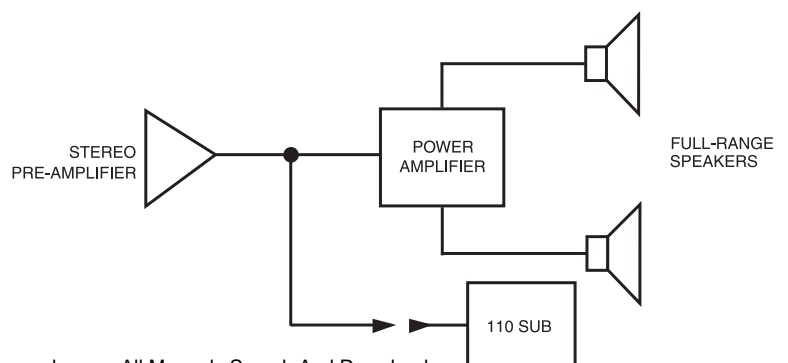 STEREO
PRE-AMPLIFIER
POWER
AMPLIFIER
FULL-RANGE
SPEAKERS
110 SUB